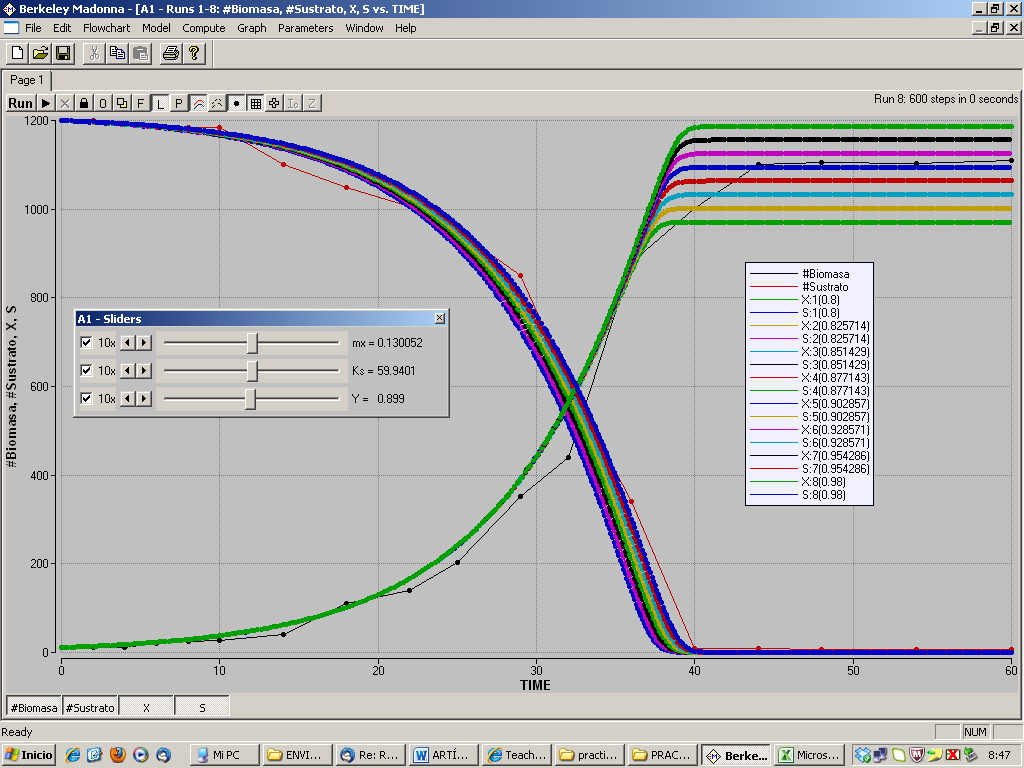 Berkeley Madonna - [A1 - Runs 1-8: #Biomasa, #Sustrato, X, S vs. TIME]
File Edit Flowchart Model Compute Graph Parameters Window Help
Page 1
Run O F L P Ic Z
Run 8: 600 steps in 0 seconds
1200
1000
800
600
400
200
0
#Biomasa, #Sustrato, X, S
0 10 20 30 40 50 60
TIME
A1 - Sliders
10x mx = 0.130052
10x Ks = 59.9401
10x Y = 0.899
#Biomasa
#Sustrato
X:1(0.8)
S:1(0.8)
X:2(0.825714)
S:2(0.825714)
X:3(0.851429)
S:3(0.851429)
X:4(0.877143)
S:4(0.877143)
X:5(0.902857)
S:5(0.902857)
X:6(0.928571)
S:6(0.928571)
X:7(0.954286)
S:7(0.954286)
X:8(0.98)
S:8(0.98)
#Biomasa #Sustrato X S
Ready
NUM
Inicio Mi PC ENVI... Re: R... ARTÍ... Teach... practi... PRAC... Berke... Micros... 8:47